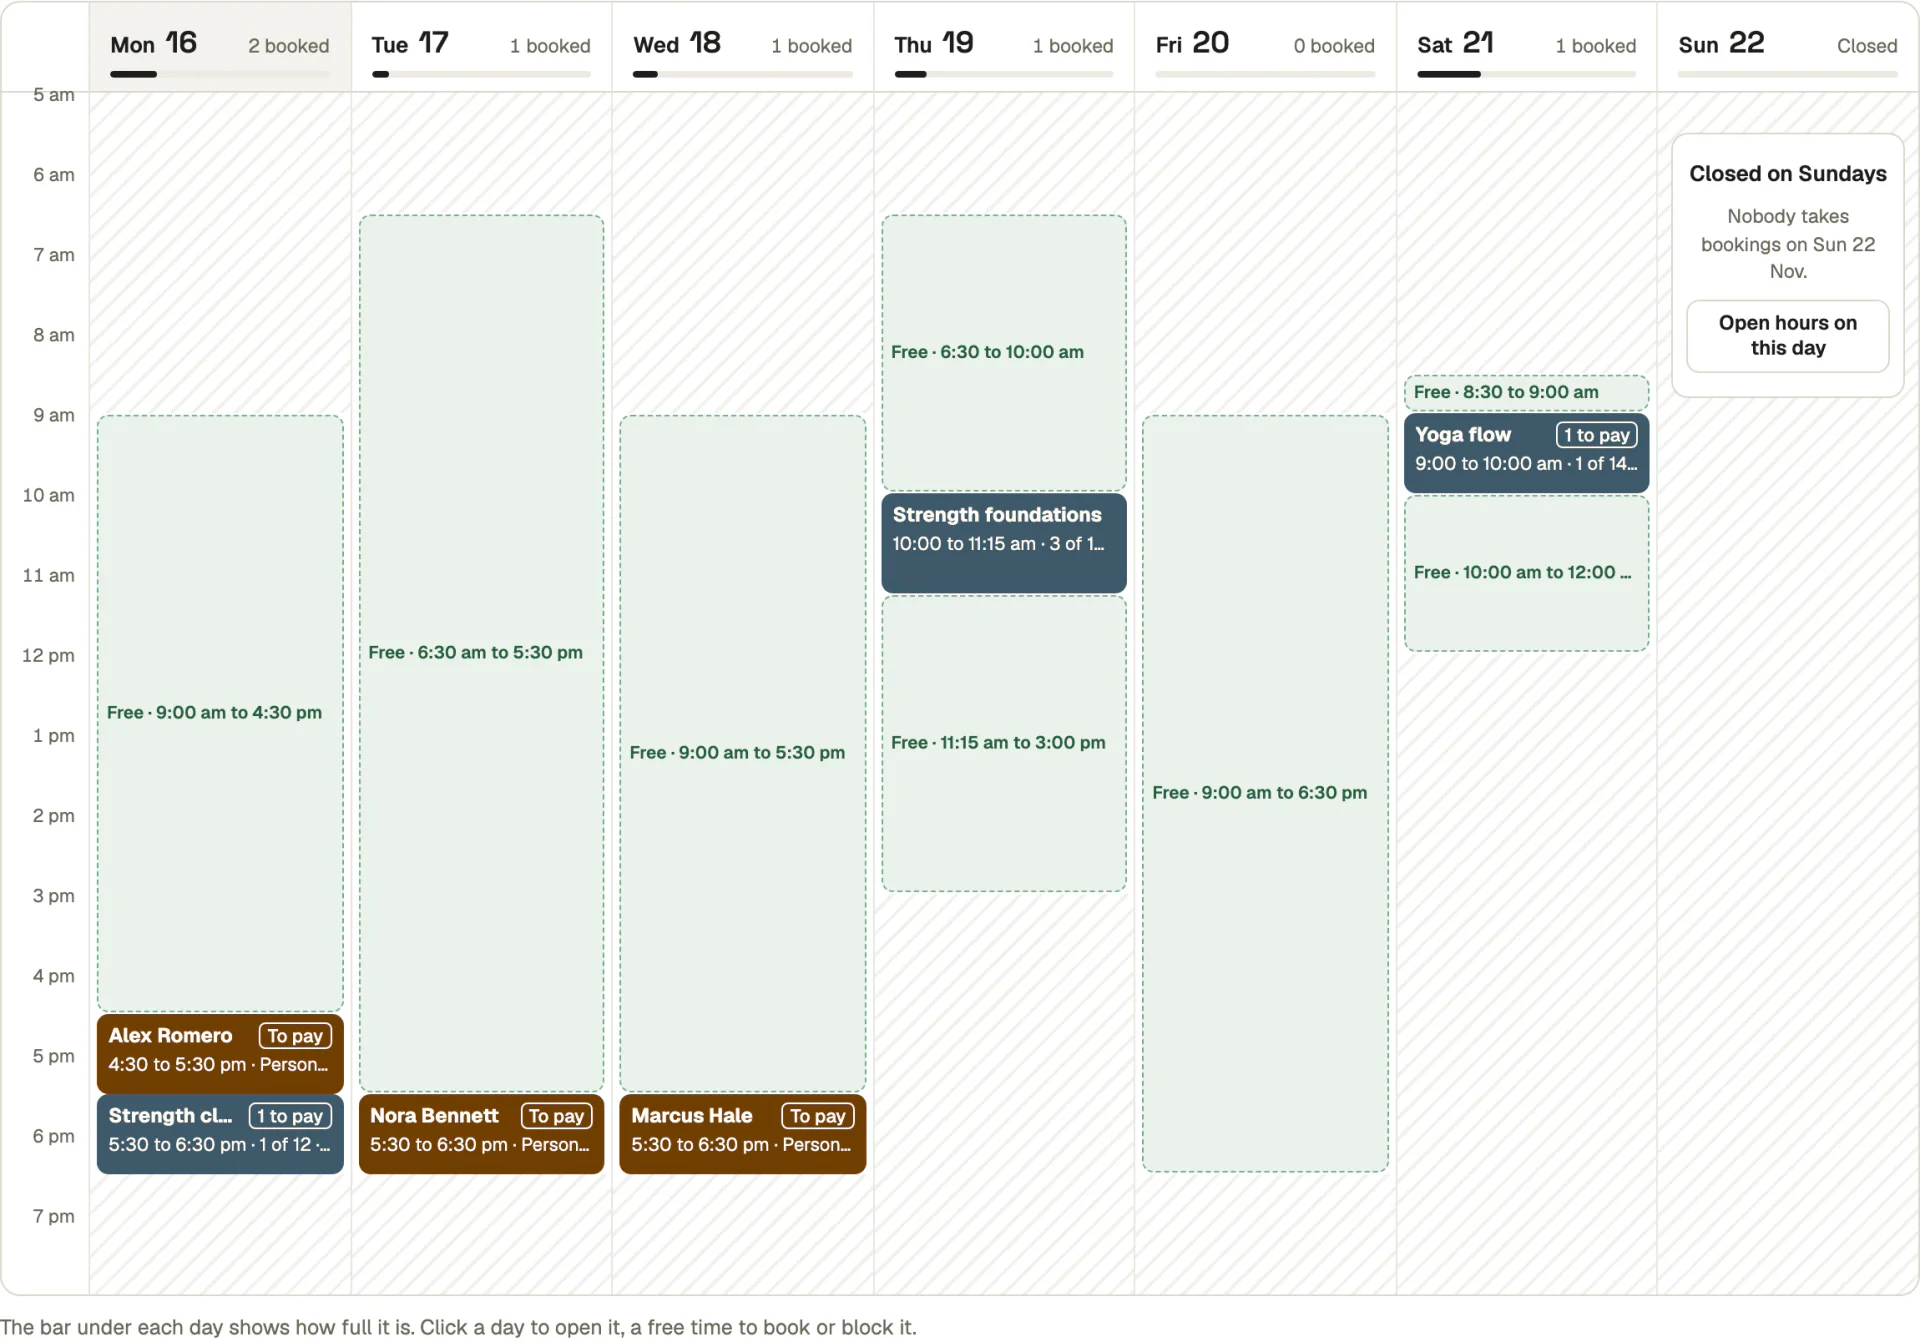 Mon 16 2 booked
Tue 17 1 booked
Wed 18 1 booked
Thu 19 1 booked
Fri 20 0 booked
Sat 21 1 booked
Sun 22 Closed
5 am
6 am
7 am
8 am
9 am
10 am
11 am
12 pm
1 pm
2 pm
3 pm
4 pm
5 pm
6 pm
7 pm
Free · 9:00 am to 4:30 pm
Alex Romero To pay
4:30 to 5:30 pm · Person...
Strength cl... 1 to pay
5:30 to 6:30 pm · 1 of 12 ·...
Free · 6:30 am to 5:30 pm
Nora Bennett To pay
5:30 to 6:30 pm · Person...
Free · 9:00 am to 5:30 pm
Marcus Hale To pay
5:30 to 6:30 pm · Person...
Free · 6:30 to 10:00 am
Strength foundations
10:00 to 11:15 am · 3 of 1...
Free · 11:15 am to 3:00 pm
Free · 9:00 am to 6:30 pm
Free · 8:30 to 9:00 am
Yoga flow 1 to pay
9:00 to 10:00 am · 1 of 14...
Free · 10:00 am to 12:00 ...
Closed on Sundays
Nobody takes
bookings on Sun 22
Nov.
Open hours on
this day
The bar under each day shows how full it is. Click a day to open it, a free time to book or block it.